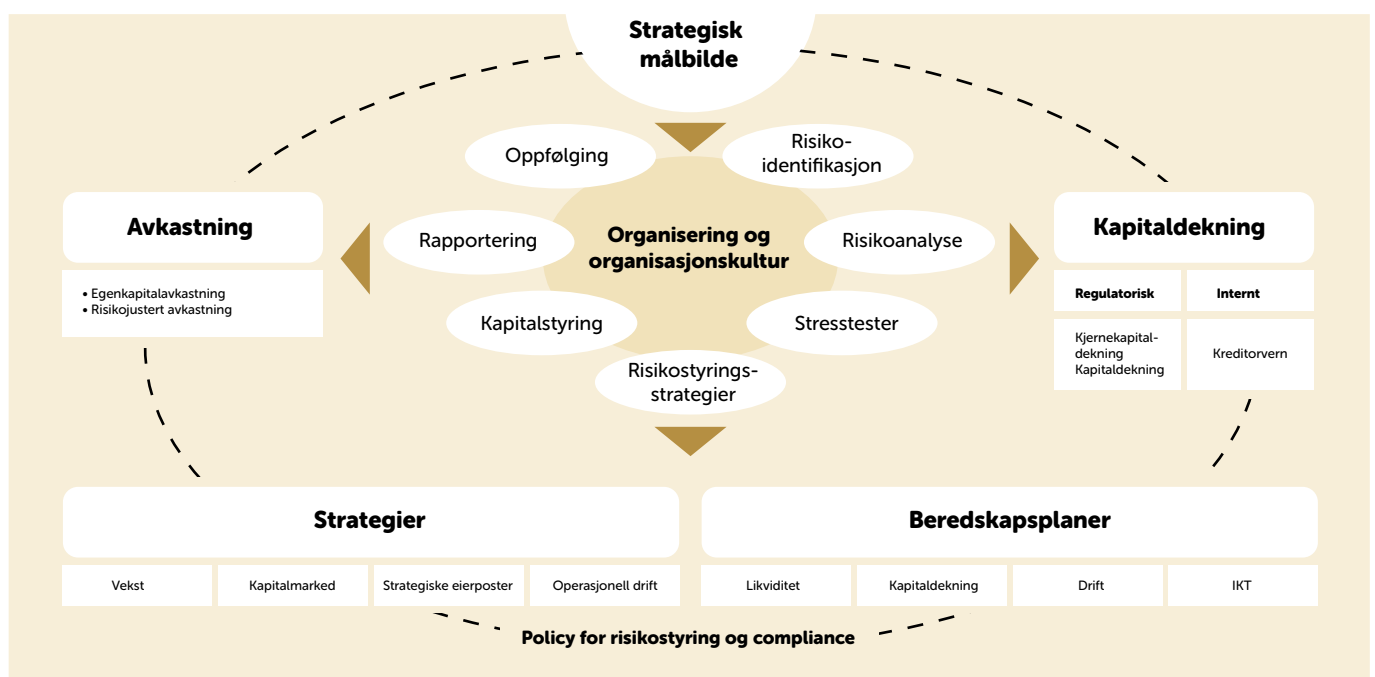 Strategisk
målbilde
Oppfølging
Risiko-
identifikasjon
Avkastning
• Egenkapitalavkastning
• Risikojustert avkastning
Rapportering
Organisering og
organisasjonskultur
Risikoanalyse
Kapitalstyring
Stresstester
Risikostyrings-
strategier
Kapitaldekning
Regulatorisk
Internt
Kjernekapital-
dekning
Kapitaldekning
Kreditorvern
Strategier
Vekst
Kapitalmarked
Strategiske eierposter
Operasjonell drift
Beredskapsplaner
Likviditet
Kapitaldekning
Drift
IKT
Policy for risikostyring og compliance